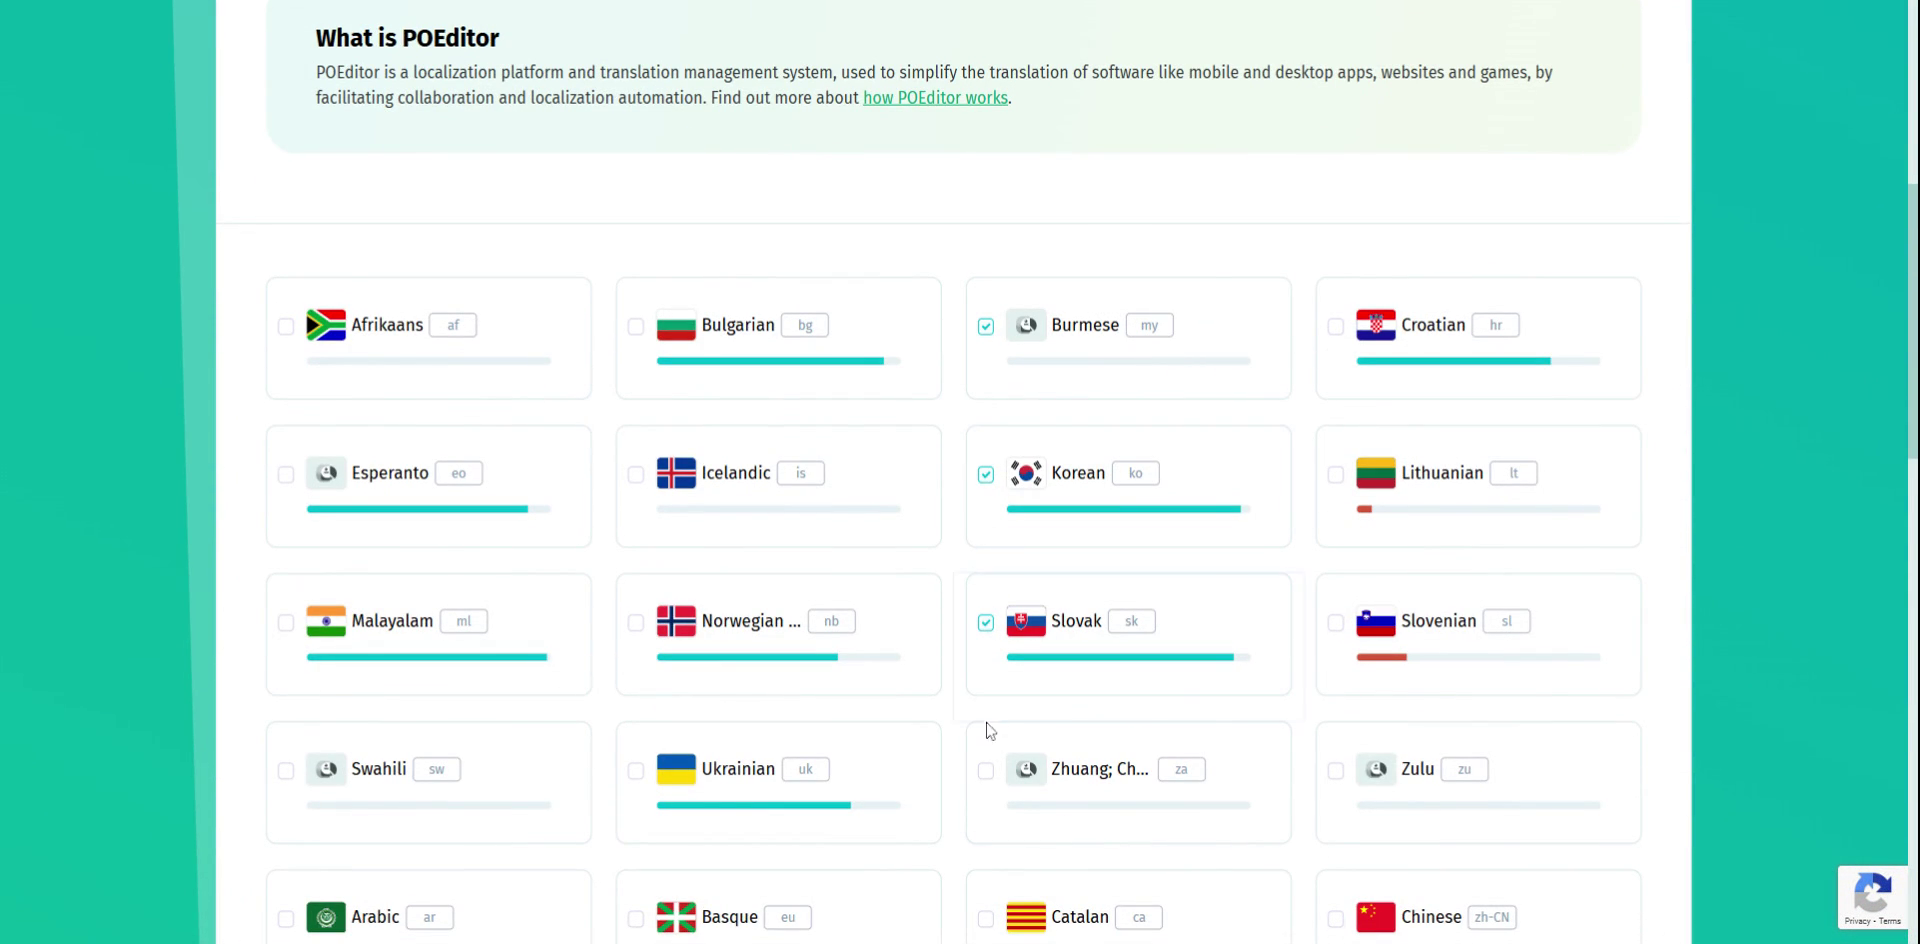 What is POEditor
POEditor is a localization platform and translation management system, used to simplify the translation of software like mobile and desktop apps, websites and games, by
facilitating collaboration and localization automation. Find out more about how POEditor works.
Afrikaans af
Bulgarian bg
Burmese my
Croatian hr
Esperanto eo
Icelandic is
Korean ko
Lithuanian lt
Malayalam ml
Norwegian ... nb
Slovak sk
Slovenian sl
Swahili sw
Ukrainian uk
Zhuang; Ch... za
Zulu zu
Arabic ar
Basque eu
Catalan ca
Chinese zh-CN
Privacy - Terms